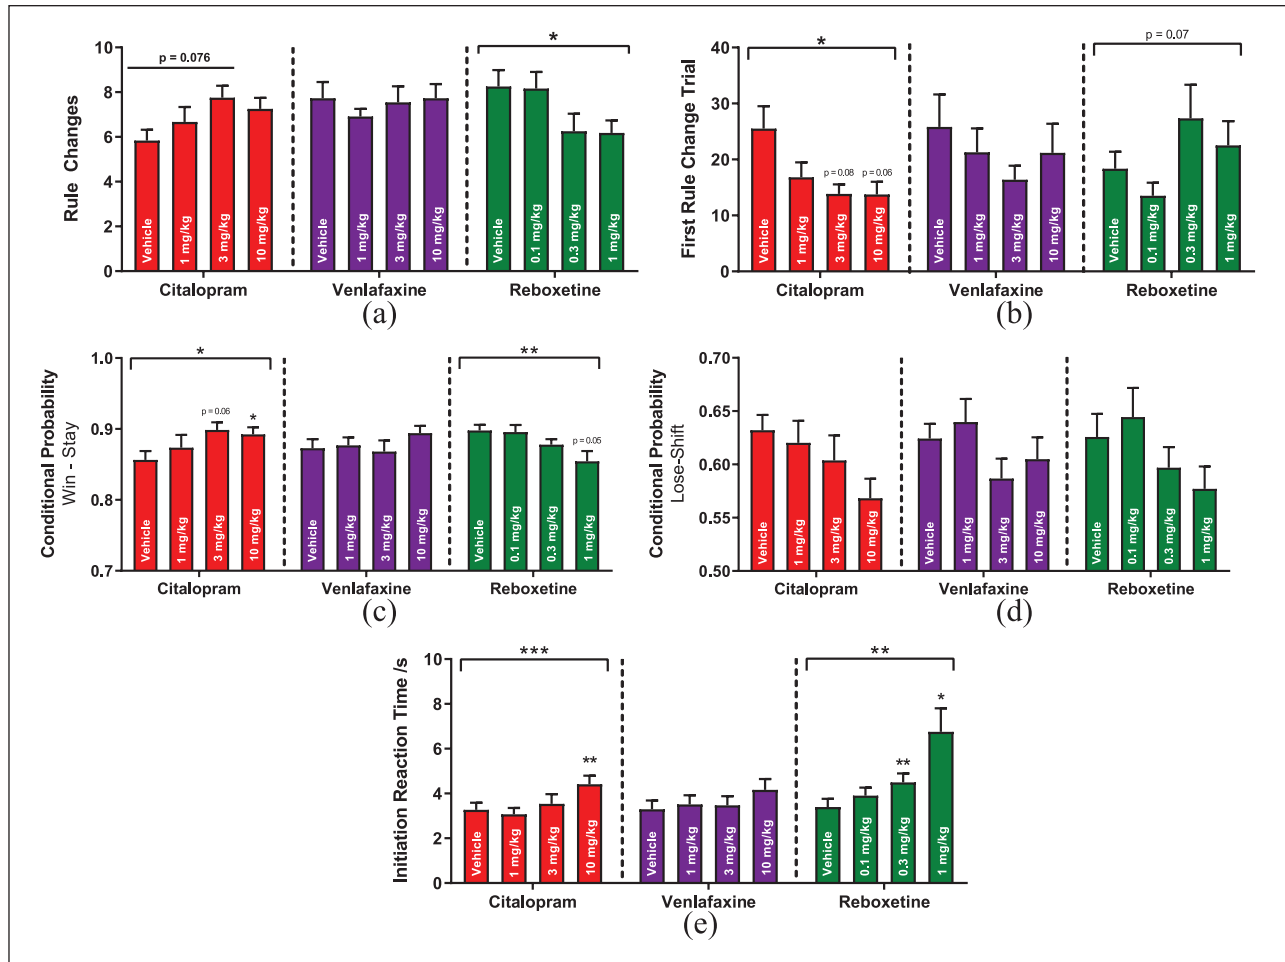 p = 0.076
*
Rule Changes
10
8
6
4
2
0
Vehicle
1 mg/kg
3 mg/kg
10 mg/kg
Vehicle
1 mg/kg
3 mg/kg
10 mg/kg
Vehicle
0.1 mg/kg
0.3 mg/kg
1 mg/kg
Citalopram
Venlafaxine
Reboxetine
(a)
*
p = 0.07
First Rule Change Trial
40
30
20
10
0
p = 0.08
p = 0.06
Vehicle
1 mg/kg
3 mg/kg
10 mg/kg
Vehicle
1 mg/kg
3 mg/kg
10 mg/kg
Vehicle
0.1 mg/kg
0.3 mg/kg
1 mg/kg
Citalopram
Venlafaxine
Reboxetine
(b)
*
**
Conditional Probability
Win - Stay
1.0
0.9
0.8
0.7
p = 0.06
*
p = 0.05
Vehicle
1 mg/kg
3 mg/kg
10 mg/kg
Vehicle
1 mg/kg
3 mg/kg
10 mg/kg
Vehicle
0.1 mg/kg
0.3 mg/kg
1 mg/kg
Citalopram
Venlafaxine
Reboxetine
(c)
Conditional Probability
Lose-Shift
0.70
0.65
0.60
0.55
0.50
Vehicle
1 mg/kg
3 mg/kg
10 mg/kg
Vehicle
1 mg/kg
3 mg/kg
10 mg/kg
Vehicle
0.1 mg/kg
0.3 mg/kg
1 mg/kg
Citalopram
Venlafaxine
Reboxetine
(d)
***
**
Initiation Reaction Time /s
10
8
6
4
2
0
**
**
*
Vehicle
1 mg/kg
3 mg/kg
10 mg/kg
Vehicle
1 mg/kg
3 mg/kg
10 mg/kg
Vehicle
0.1 mg/kg
0.3 mg/kg
1 mg/kg
Citalopram
Venlafaxine
Reboxetine
(e)